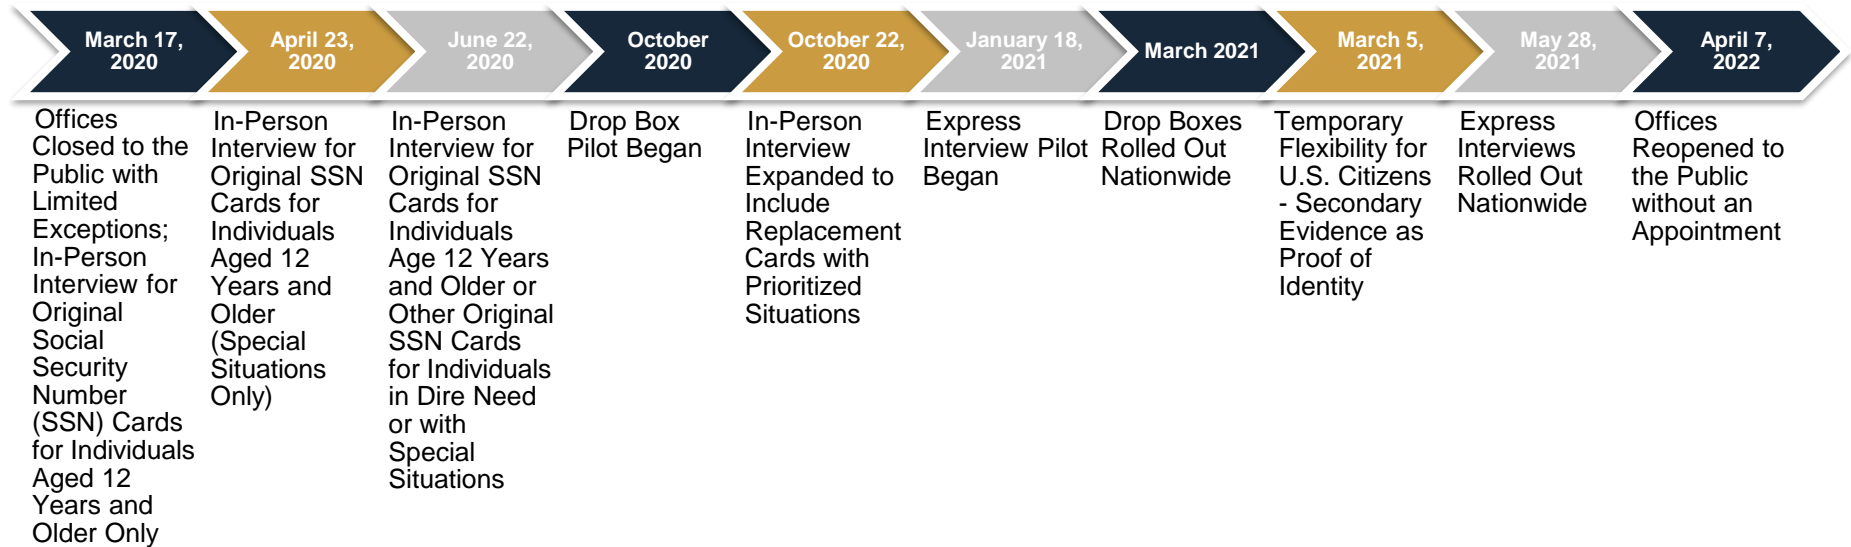 March 17,
2020
April 23,
2020
June 22,
2020
October
2020
October 22,
2020
January 18,
2021
March 2021
March 5,
2021
May 28,
2021
April 7,
2022
Offices
Closed to the
Public with
Limited
Exceptions;
In-Person
Interview for
Original
Social
Security
Number
(SSN) Cards
for Individuals
Aged 12
Years and
Older Only
In-Person
Interview for
Original SSN
Cards for
Individuals
Aged 12
Years and
Older
(Special
Situations
Only)
In-Person
Interview for
Original SSN
Cards for
Individuals
Age 12 Years
and Older or
Other Original
SSN Cards
for Individuals
in Dire Need
or with
Special
Situations
Drop Box
Pilot Began
In-Person
Interview
Expanded to
Include
Replacement
Cards with
Prioritized
Situations
Express
Interview Pilot
Began
Drop Boxes
Rolled Out
Nationwide
Temporary
Flexibility for
U.S. Citizens
- Secondary
Evidence as
Proof of
Identity
Express
Interviews
Rolled Out
Nationwide
Offices
Reopened to
the Public
without an
Appointment